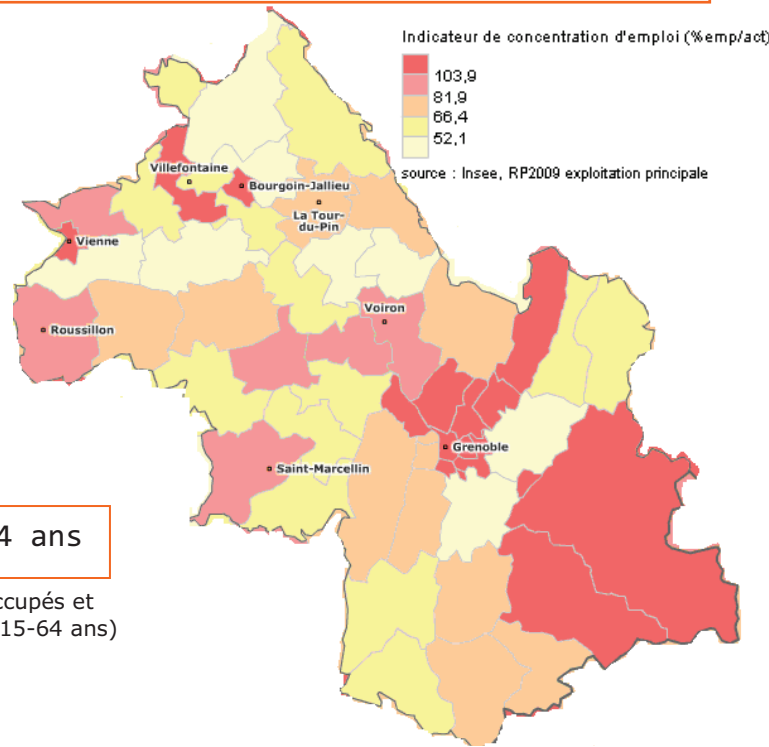 Indicateur de concentration d'emploi (%emp/act)
103,9
81,9
66,4
52,1
source : Insee, RP2009 exploitation principale
Villefontaine
Bourgoin-Jallieu
La Tour-
du-Pin
Vienne
Voiron
Roussillon
Grenoble
Saint-Marcellin
4 ans
ccupés et
15-64 ans)